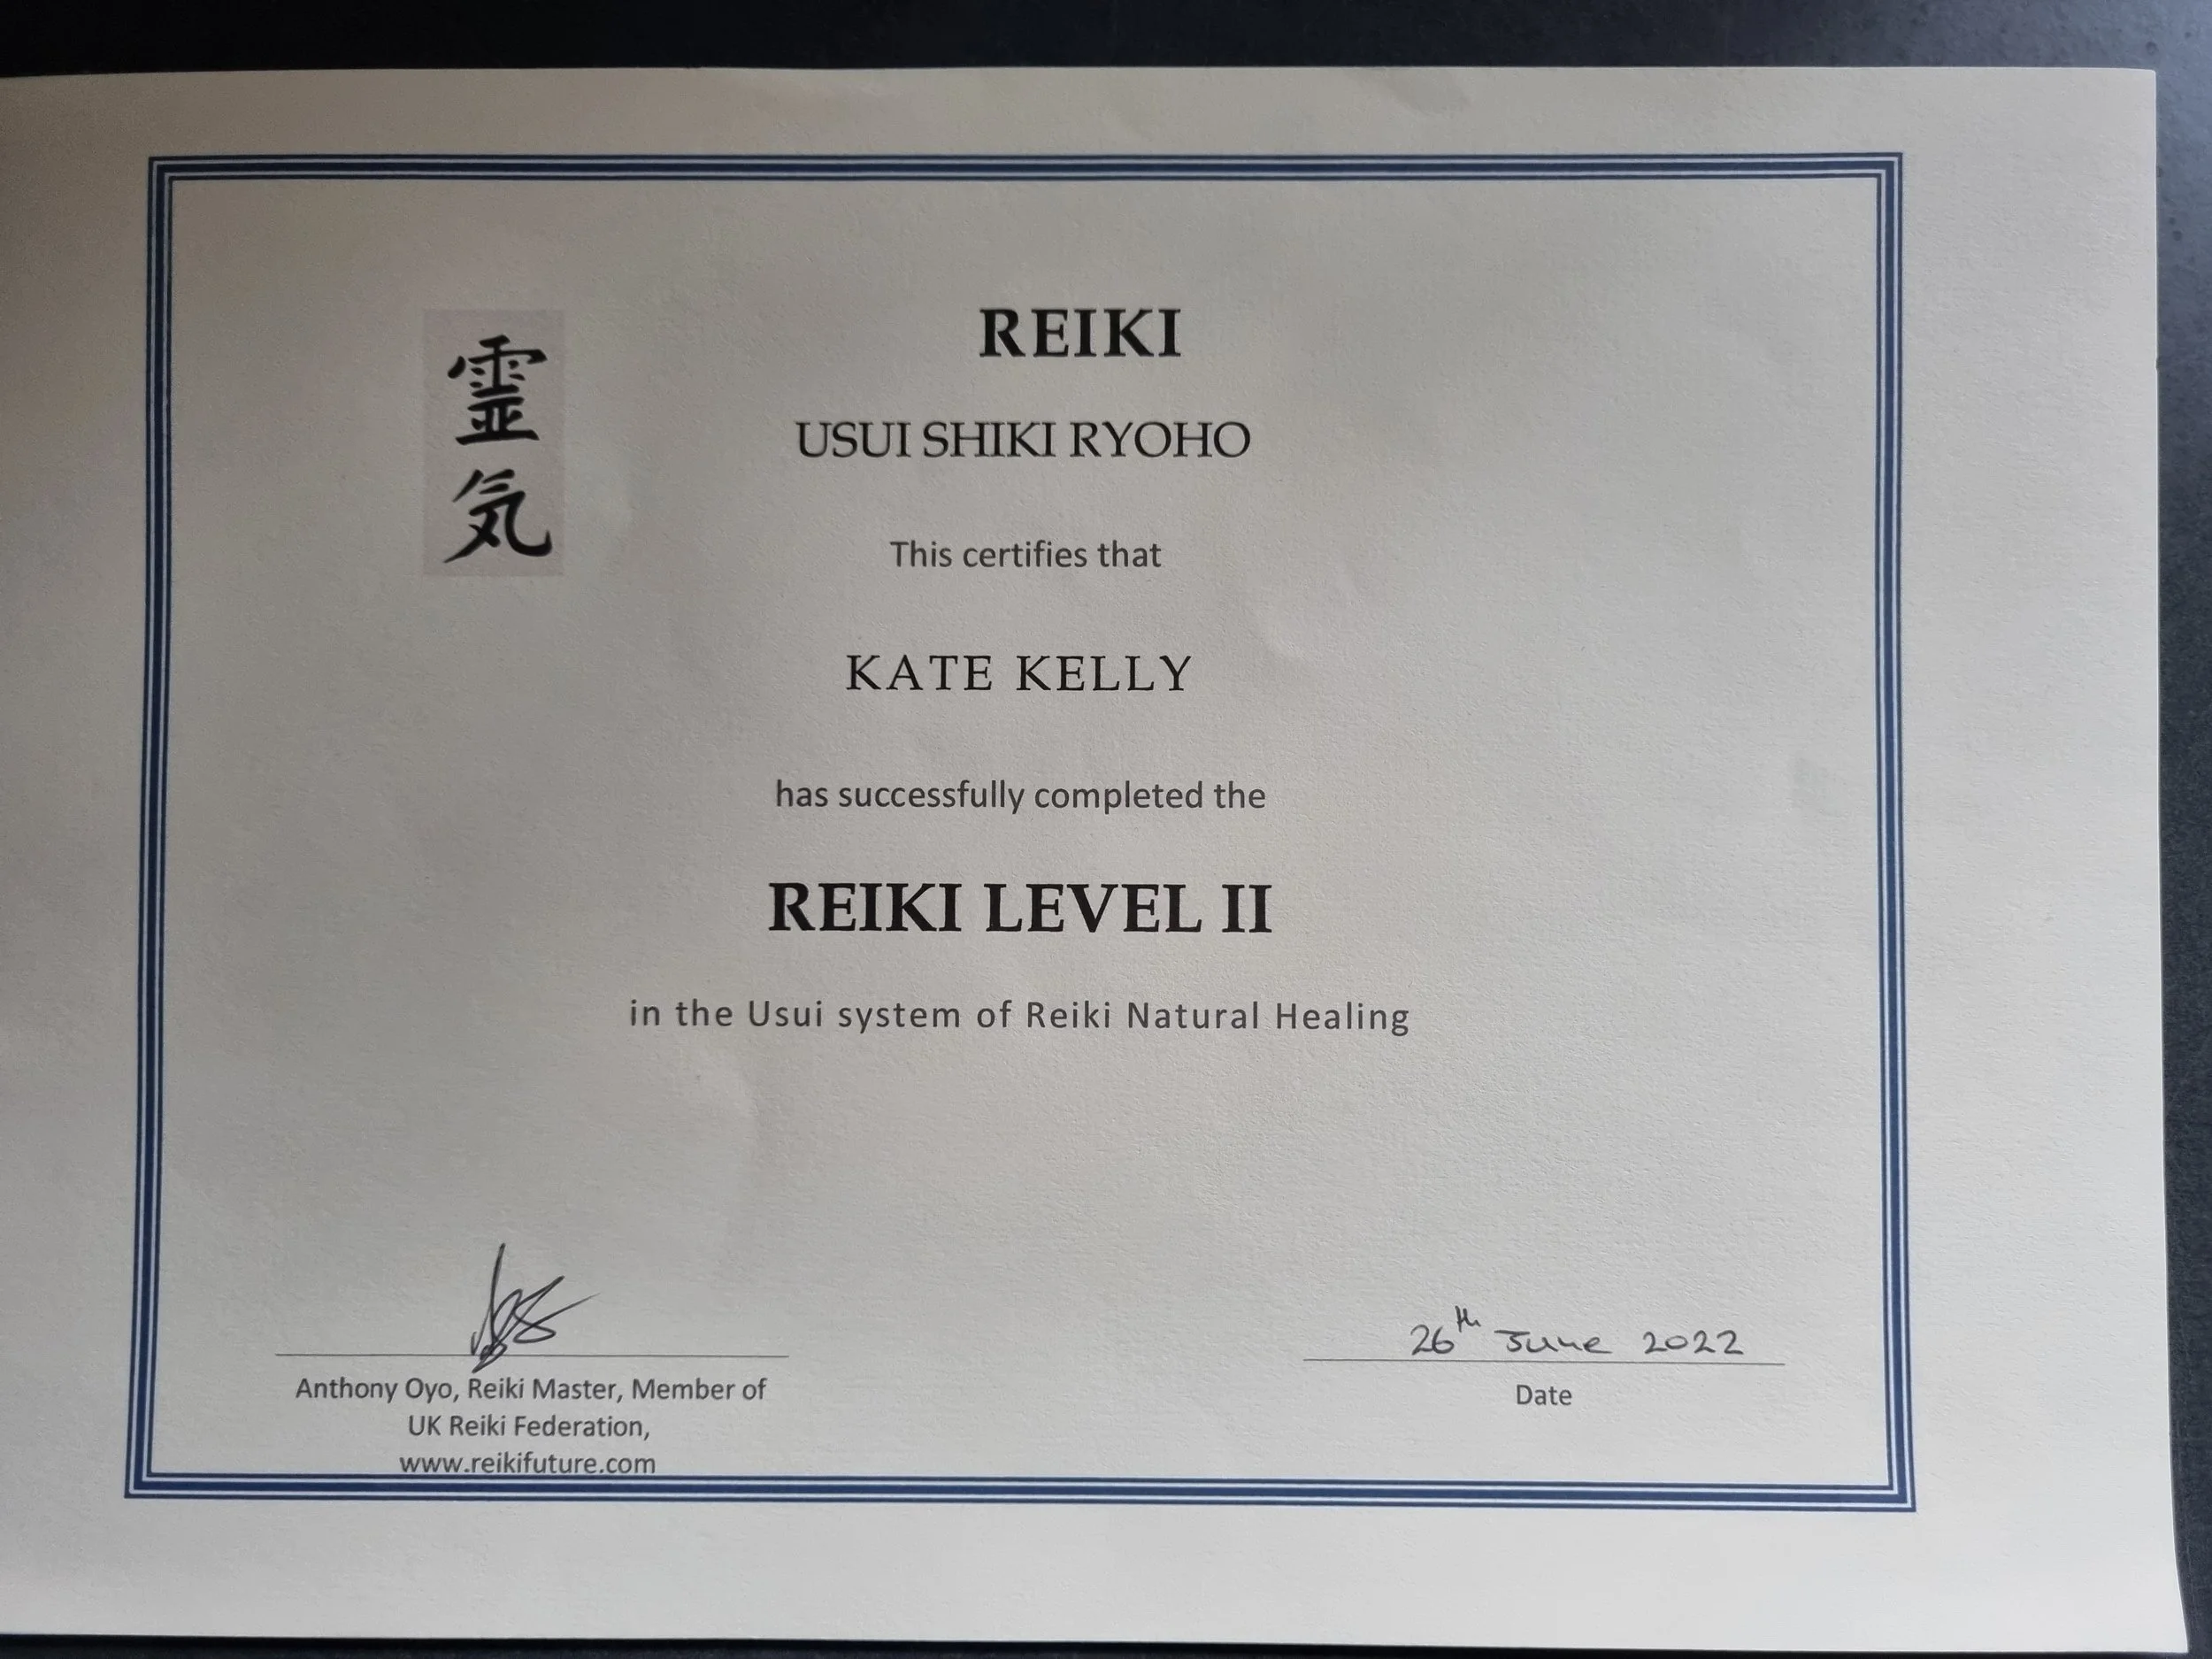 霊気
REIKI
USUI SHIKI RYOHO
This certifies that
KATE KELLY
has successfully completed the
REIKI LEVEL II
in the Usui system of Reiki Natural Healing
26th June 2022
Anthony Oyo, Reiki Master, Member of
UK Reiki Federation,
www.reikifuture.com
Date